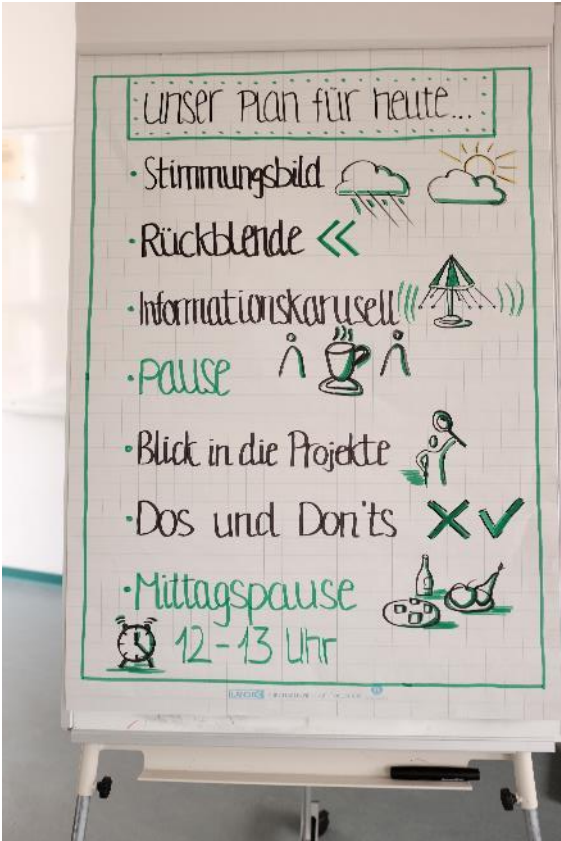 unser Plan für heute...
· Stimmungsbild
· Rückblende <<
· Informationskarusell
· Pause
· Blick in die Projekte
· Dos und Don'ts
· Mittagspause
12-13 Uhr